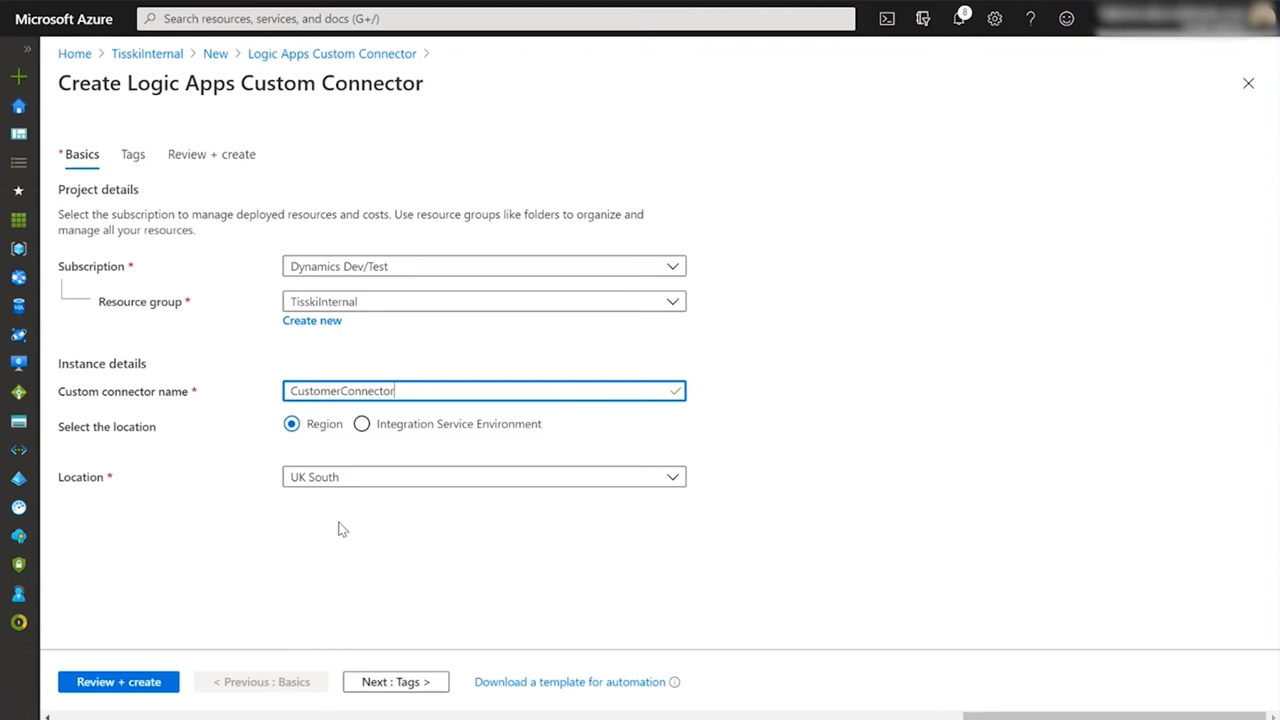 Microsoft Azure
Search resources, services, and docs (G+/)
8
Home > TisskiInternal > New > Logic Apps Custom Connector >
Create Logic Apps Custom Connector
* Basics Tags Review + create
Project details
Select the subscription to manage deployed resources and costs. Use resource groups like folders to organize and
manage all your resources.
Subscription * Dynamics Dev/Test
Resource group * TisskiInternal
Create new
Instance details
Custom connector name * CustomerConnector
Select the location Region Integration Service Environment
Location * UK South
Review + create < Previous : Basics Next : Tags > Download a template for automation